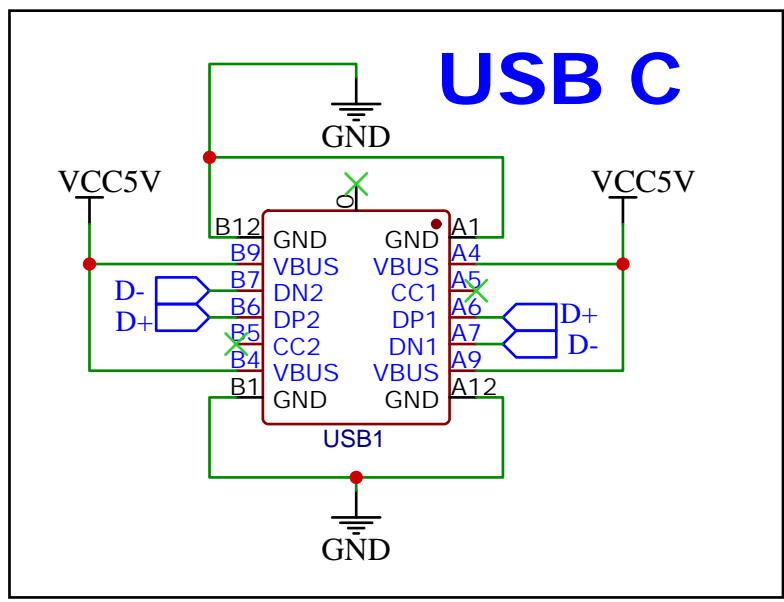 USB C
GND
VCC5V VCC5V
0
B12 GND GND A1
B9 VBUS VBUS A4
D- B7 DN2 CC1 A5
D+ B6 DP2 DP1 A6 D+
B5 CC2 DN1 A7 D-
B4 VBUS VBUS A9
B1 GND GND A12
USB1
GND